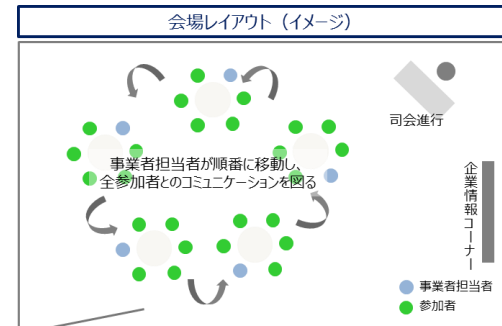 会場レイアウト（イメージ）
司会進行
事業者担当者が順番に移動し、
全参加者とのコミュニケーションを図る
企業情報コーナー
事業者担当者
参加者